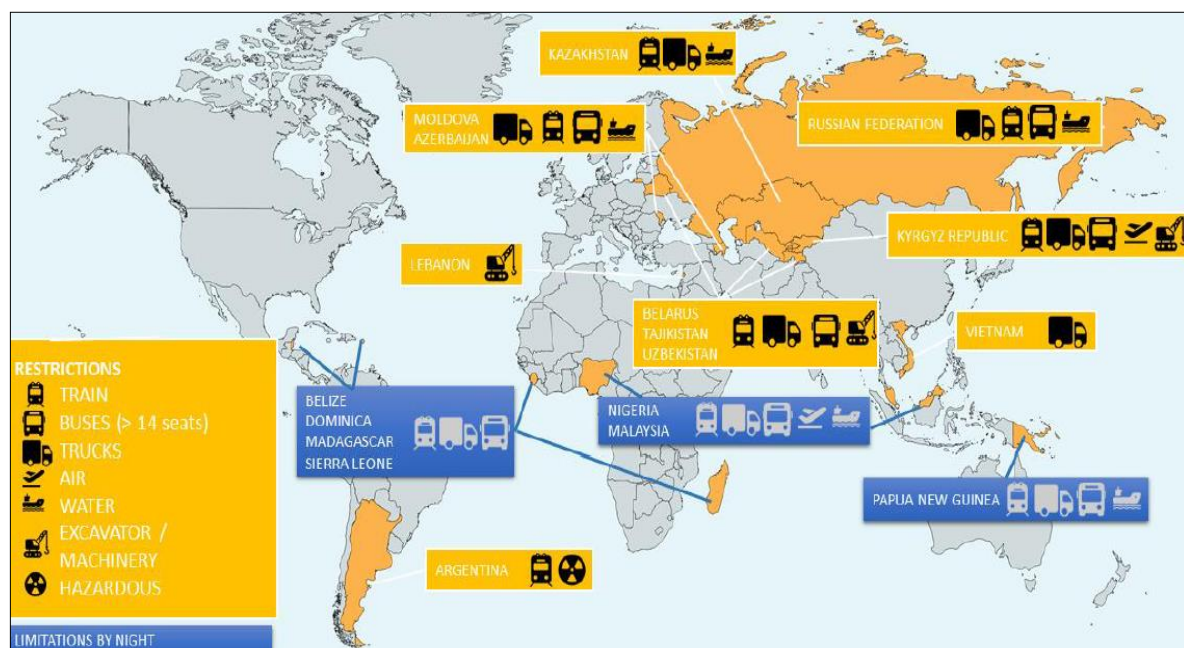 KAZAKHSTAN
MOLDOVA
AZERBAIJAN
RUSSIAN FEDERATION
KYRGYZ REPUBLIC
LEBANON
BELARUS
TAJIKISTAN
UZBEKISTAN
VIETNAM
RESTRICTIONS
TRAIN
BUSES (> 14 seats)
TRUCKS
AIR
WATER
EXCAVATOR /
MACHINERY
HAZARDOUS
LIMITATIONS BY NIGHT
BELIZE
DOMINICA
MADAGASCAR
SIERRA LEONE
NIGERIA
MALAYSIA
PAPUA NEW GUINEA
ARGENTINA